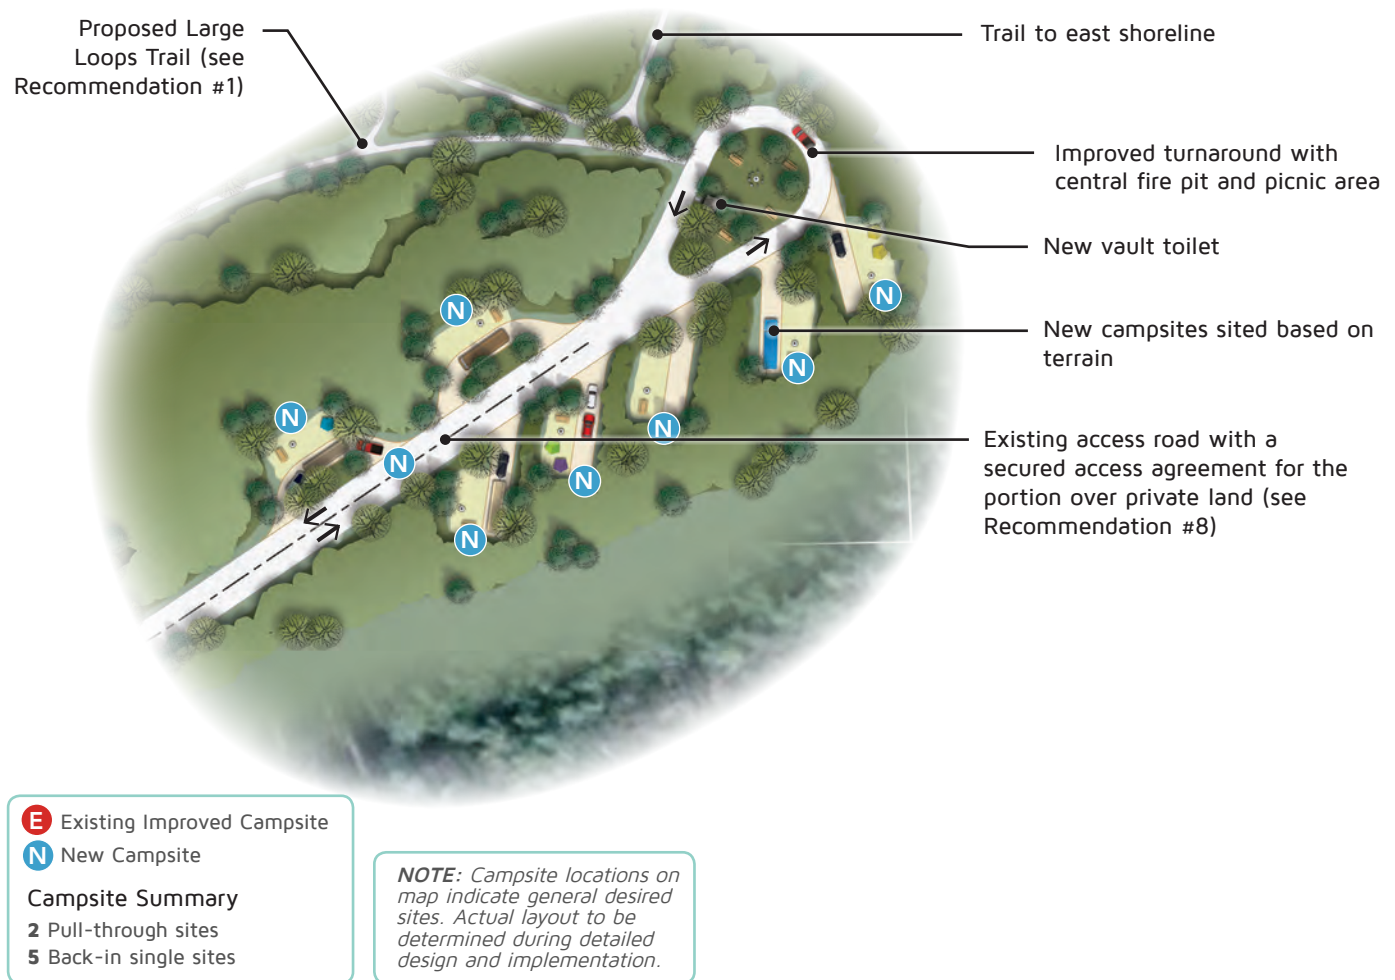 Proposed Large
Loops Trail (see
Recommendation #1)
Trail to east shoreline
Improved turnaround with
central fire pit and picnic area
New vault toilet
New campsites sited based on
terrain
Existing access road with a
secured access agreement for the
portion over private land (see
Recommendation #8)
N
N
N
N
N
N
N
N
E Existing Improved Campsite
N New Campsite
Campsite Summary
2 Pull-through sites
5 Back-in single sites
NOTE: Campsite locations on
map indicate general desired
sites. Actual layout to be
determined during detailed
design and implementation.